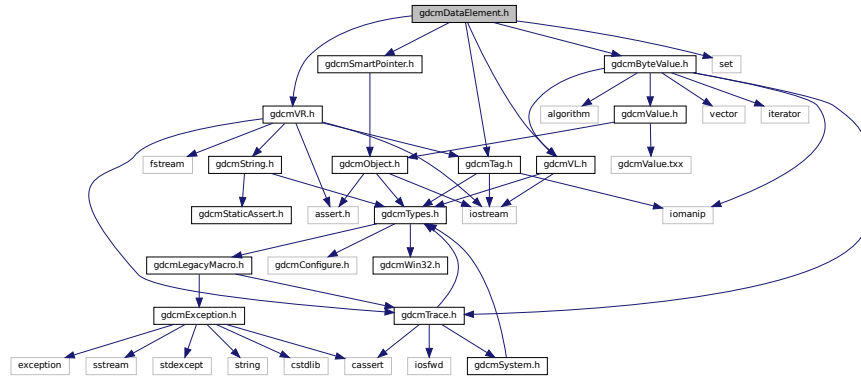 gdcmDataElement.h
gdcmSmartPointer.h
gdcmByteValue.h
set
gdcmVR.h
algorithm
gdcmValue.h
vector
iterator
fstream
gdcmString.h
gdcmObject.h
gdcmTag.h
gdcmVL.h
gdcmValue.txx
gdcmStaticAssert.h
assert.h
gdcmTypes.h
iostream
iomanip
gdcmLegacyMacro.h
gdcmConfigure.h
gdcmWin32.h
gdcmException.h
gdcmTrace.h
exception
sstream
stdexcept
string
cstdlib
cassert
iosfwd
gdcmSystem.h